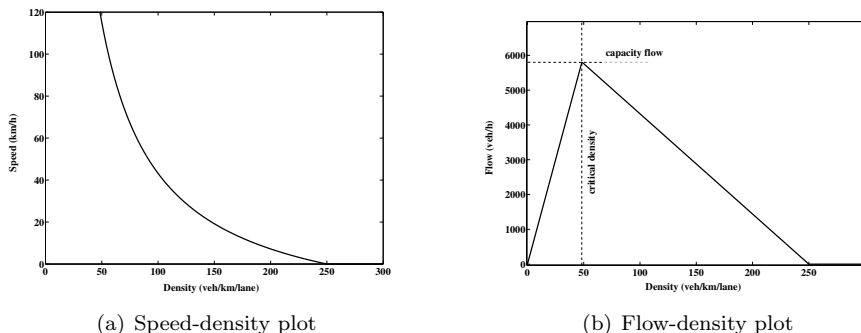 120
100
80
60
40
20
0
Speed (km/h)
0 50 100 150 200 250 300
Density (veh/km/lane)
(a) Speed-density plot
6000
5000
4000
3000
2000
1000
0
Flow (veh/h)
capacity flow
critical density
0 50 100 150 200 250
Density (veh/km/lane)
(b) Flow-density plot